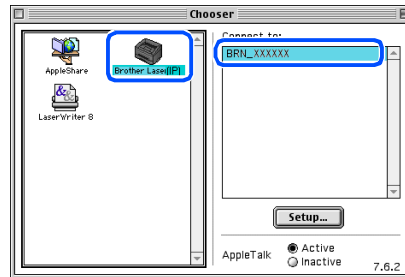 Chooser
Connect to:
AppleShare
Brother Laser(IP)
LaserWriter 8
BRN_XXXXXX
Setup...
AppleTalk
Active
Inactive
7.6.2